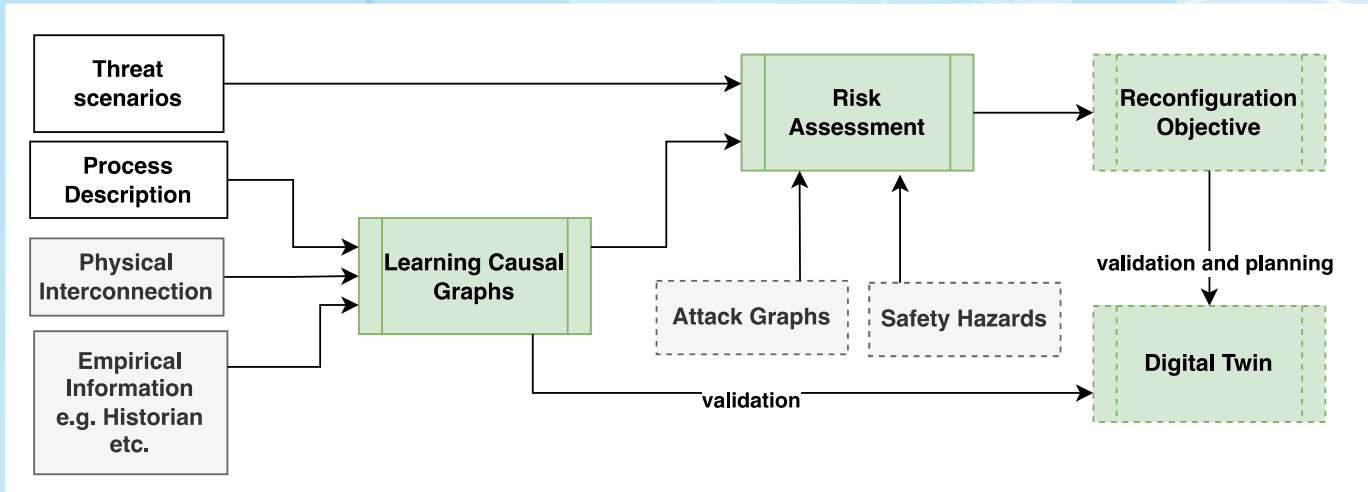 Threat
scenarios
Process
Description
Physical
Interconnection
Empirical
Information
e.g. Historian
etc.
Learning Causal
Graphs
Risk
Assessment
Attack Graphs
Safety Hazards
Reconfiguration
Objective
validation and planning
Digital Twin
validation